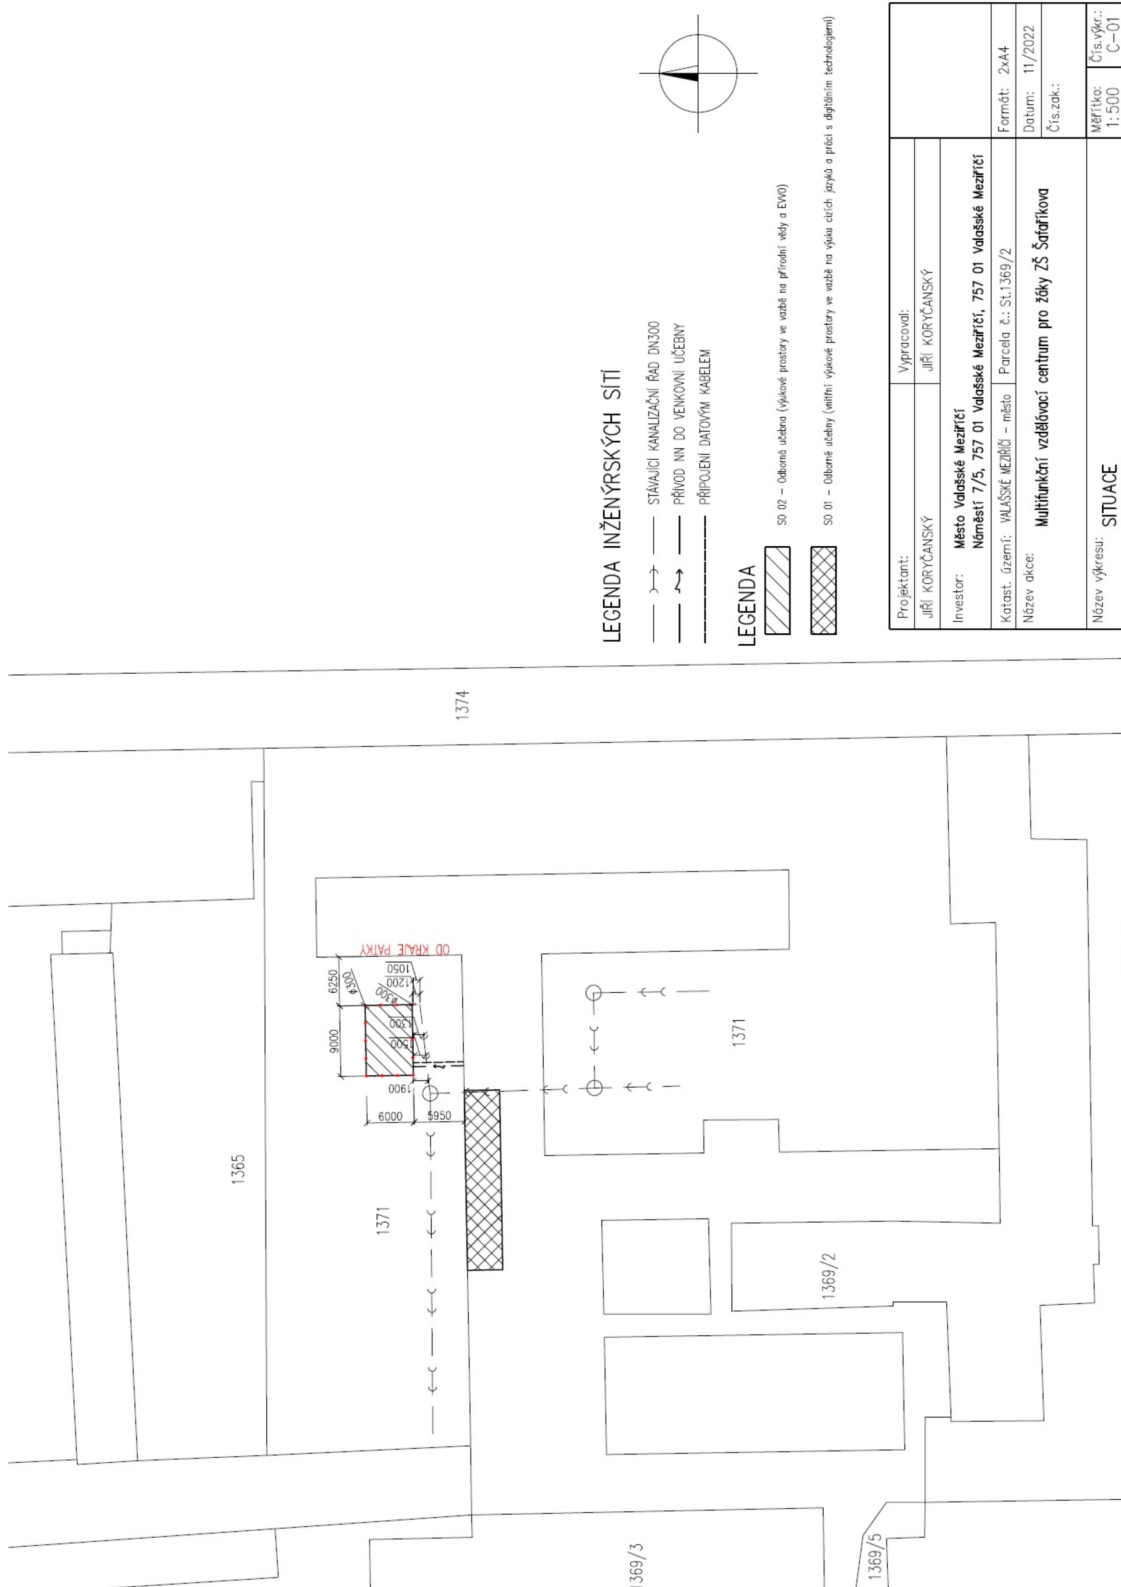 LEGENDA INŽENÝRSKÝCH SÍTÍ
STÁVAJÍCÍ KANALIZAČNÍ ŘAD DN300
PŘÍVOD NN DO VENKOVNÍ UČEBNY
PŘIPOJENÍ DATOVÝM KABELEM
LEGENDA
SO 02 – Odborná učebna (výukové prostory ve vazbě na přírodní vědy a EVVO)
SO 01 – Odborné učebny (vnitřní výukové prostory ve vazbě na výuku cizích jazyků a práci s digitálním technologiemi)
Projektant:
Vypracoval:
JIŘÍ KORYČANSKÝ
JIŘÍ KORYČANSKÝ
Investor: Město Valašské Meziříčí
Náměstí 7/5, 757 01 Valašské Meziříčí, 757 01 Valašské Meziříčí
Katast. území: VALAŠSKÉ MEZIŘÍČÍ – město
Parcela č.: St.1369/2
Formát: 2xA4
Název akce:
Multifunkční vzdělávací centrum pro žáky ZŠ Šafaříkova
Datum: 11/2022
Čís.zak.:
Název výkresu: SITUACE
Měřítko:
1:500
Čís.výkr.:
C–01
1374
1365
1371
1371
1369/2
1369/3
1369/5
OD KRAJE PATKY
6250
9000
ø300
ø300
1050
1200
1300
1500
1900
6000
5950